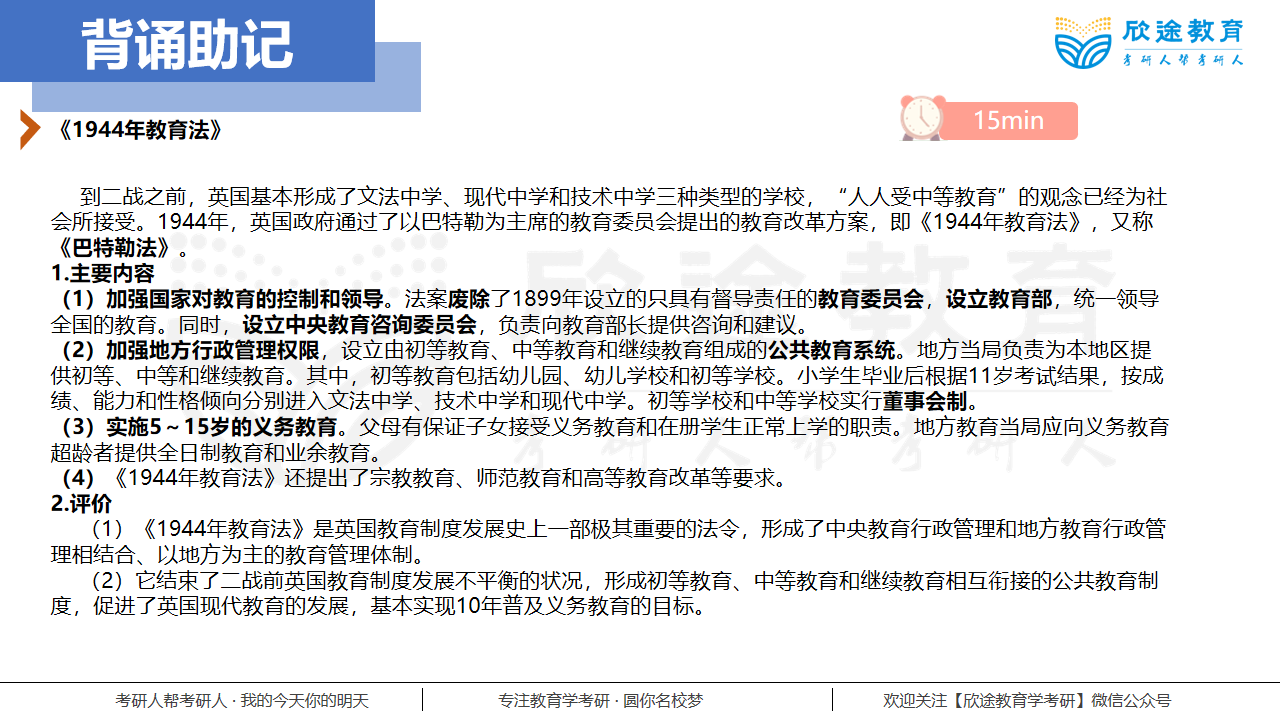 背诵助记
欣途教育
考研人帮考研人
15min
《1944年教育法》
到二战之前，英国基本形成了文法中学、现代中学和技术中学三种类型的学校，“人人受中等教育”的观念已经为社
会所接受。1944年，英国政府通过了以巴特勒为主席的教育委员会提出的教育改革方案，即《1944年教育法》，又称
《巴特勒法》。
1.主要内容
（1）加强国家对教育的控制和领导。法案废除了1899年设立的只具有督导责任的教育委员会，设立教育部，统一领导
全国的教育。同时，设立中央教育咨询委员会，负责向教育部长提供咨询和建议。
（2）加强地方行政管理权限，设立由初等教育、中等教育和继续教育组成的公共教育系统。地方当局负责为本地区提
供初等、中等和继续教育。其中，初等教育包括幼儿园、幼儿学校和初等学校。小学生毕业后根据11岁考试结果，按成
绩、能力和性格倾向分别进入文法中学、技术中学和现代中学。初等学校和中等学校实行董事会制。
（3）实施5～15岁的义务教育。父母有保证子女接受义务教育和在册学生正常上学的职责。地方教育当局应向义务教育
超龄者提供全日制教育和业余教育。
（4）《1944年教育法》还提出了宗教教育、师范教育和高等教育改革等要求。
2.评价
（1）《1944年教育法》是英国教育制度发展史上一部极其重要的法令，形成了中央教育行政管理和地方教育行政管
理相结合、以地方为主的教育管理体制。
（2）它结束了二战前英国教育制度发展不平衡的状况，形成初等教育、中等教育和继续教育相互衔接的公共教育制
度，促进了英国现代教育的发展，基本实现10年普及义务教育的目标。
欣途教育
考研人帮考研人
考研人帮考研人 · 我的今天你的明天
专注教育学考研 · 圆你名校梦
欢迎关注【欣途教育学考研】微信公众号